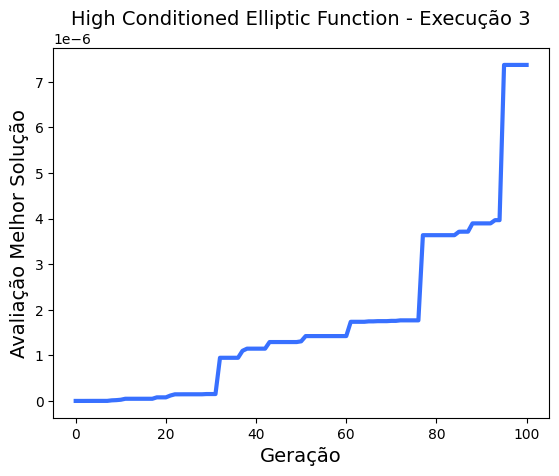 High Conditioned Elliptic Function - Execução 3
1e−6
Avaliação Melhor Solução
7
6
5
4
3
2
1
0
0 20 40 60 80 100
Geração